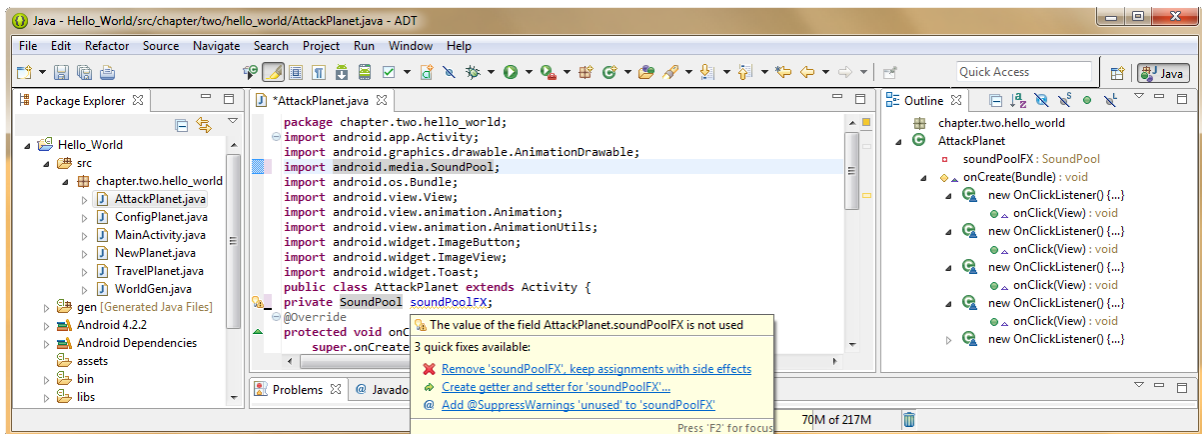 Java - Hello_World/src/chapter/two/hello_world/AttackPlanet.java - ADT
File Edit Refactor Source Navigate Search Project Run Window Help
Quick Access
Java
Package Explorer
Hello_World
src
chapter.two.hello_world
AttackPlanet.java
ConfigPlanet.java
MainActivity.java
NewPlanet.java
TravelPlanet.java
WorldGen.java
gen [Generated Java Files]
Android 4.2.2
Android Dependencies
assets
bin
libs
*AttackPlanet.java
package chapter.two.hello_world;
import android.app.Activity;
import android.graphics.drawable.AnimationDrawable;
import android.media.SoundPool;
import android.os.Bundle;
import android.view.View;
import android.view.animation.Animation;
import android.view.animation.AnimationUtils;
import android.widget.ImageButton;
import android.widget.ImageView;
import android.widget.Toast;
public class AttackPlanet extends Activity {
private SoundPool soundPoolFX;
@Override
protected void onC
super.onCreate
The value of the field AttackPlanet.soundPoolFX is not used
3 quick fixes available:
Remove 'soundPoolFX', keep assignments with side effects
Create getter and setter for 'soundPoolFX'...
Add @SuppressWarnings 'unused' to 'soundPoolFX'
Press 'F2' for focus
Problems @ Javado
70M of 217M
Outline
chapter.two.hello_world
AttackPlanet
soundPoolFX : SoundPool
onCreate(Bundle) : void
new OnClickListener() {...}
onClick(View) : void
new OnClickListener() {...}
onClick(View) : void
new OnClickListener() {...}
onClick(View) : void
new OnClickListener() {...}
onClick(View) : void
new OnClickListener() {...}